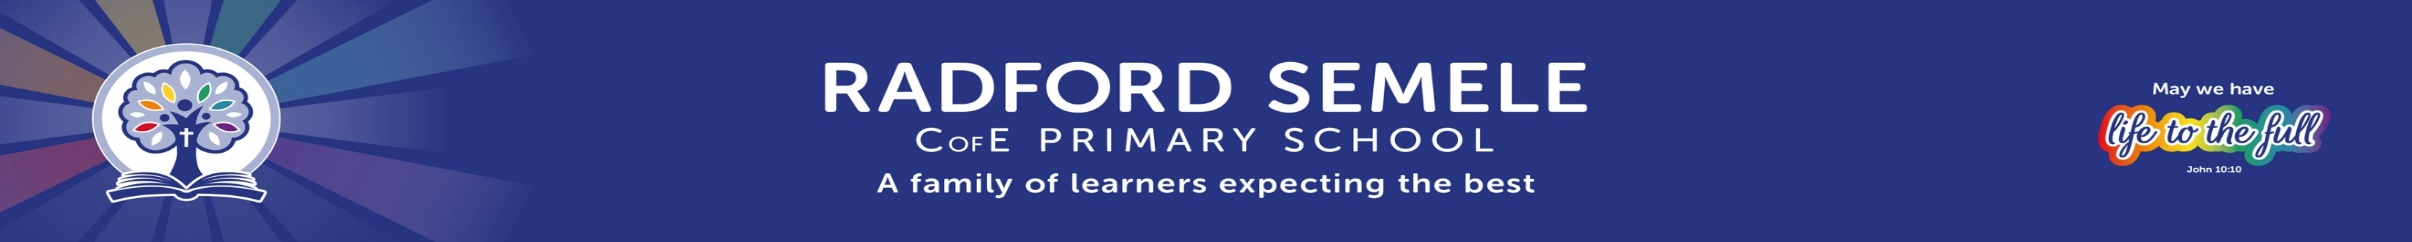 RADFORD SEMELE
CofE PRIMARY SCHOOL
A family of learners expecting the best
May we have
life to the full
John 10:10